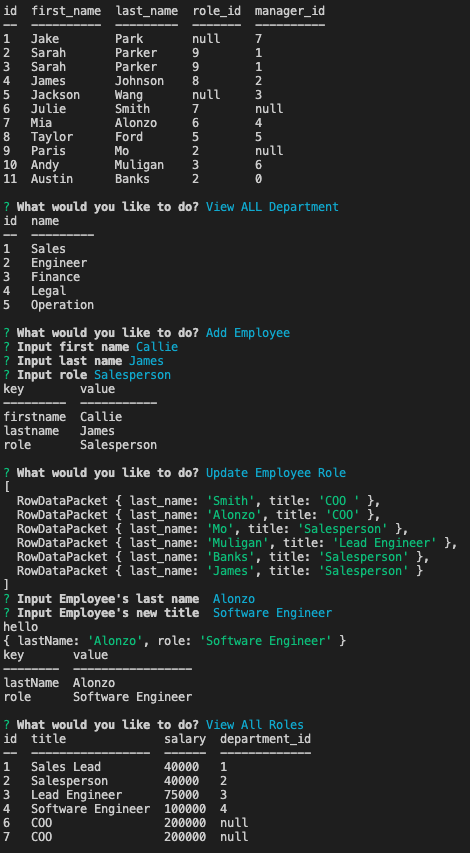 id  first_name  last_name  role_id  manager_id
--  ----------  ---------  -------  ----------
1   Jake        Park       null     7
2   Sarah       Parker     9        1
3   Sarah       Parker     9        1
4   James       Johnson    8        2
5   Jackson     Wang       null     3
6   Julie       Smith      7        null
7   Mia         Alonzo     6        4
8   Taylor      Ford       5        5
9   Paris       Mo         2        null
10  Andy        Muligan    3        6
11  Austin      Banks      2        0
? What would you like to do? View ALL Department
id  name
--  ---------
1   Sales
2   Engineer
3   Finance
4   Legal
5   Operation
? What would you like to do? Add Employee
? Input first name Callie
? Input last name James
? Input role Salesperson
key        value
---------  -----------
firstname  Callie
lastname   James
role       Salesperson
? What would you like to do? Update Employee Role
[
  RowDataPacket { last_name: 'Smith', title: 'COO ' },
  RowDataPacket { last_name: 'Alonzo', title: 'COO' },
  RowDataPacket { last_name: 'Mo', title: 'Salesperson' },
  RowDataPacket { last_name: 'Muligan', title: 'Lead Engineer' },
  RowDataPacket { last_name: 'Banks', title: 'Salesperson' },
  RowDataPacket { last_name: 'James', title: 'Salesperson' }
]
? Input Employee's last name  Alonzo
? Input Employee's new title  Software Engineer
hello
{ lastName: 'Alonzo', role: 'Software Engineer' }
key       value
--------  -----------------
lastName  Alonzo
role      Software Engineer
? What would you like to do? View All Roles
id  title              salary  department_id
--  -----------------  ------  -------------
1   Sales Lead         40000   1
2   Salesperson        40000   2
3   Lead Engineer      75000   3
4   Software Engineer  100000  4
6   COO                200000  null
7   COO                200000  null